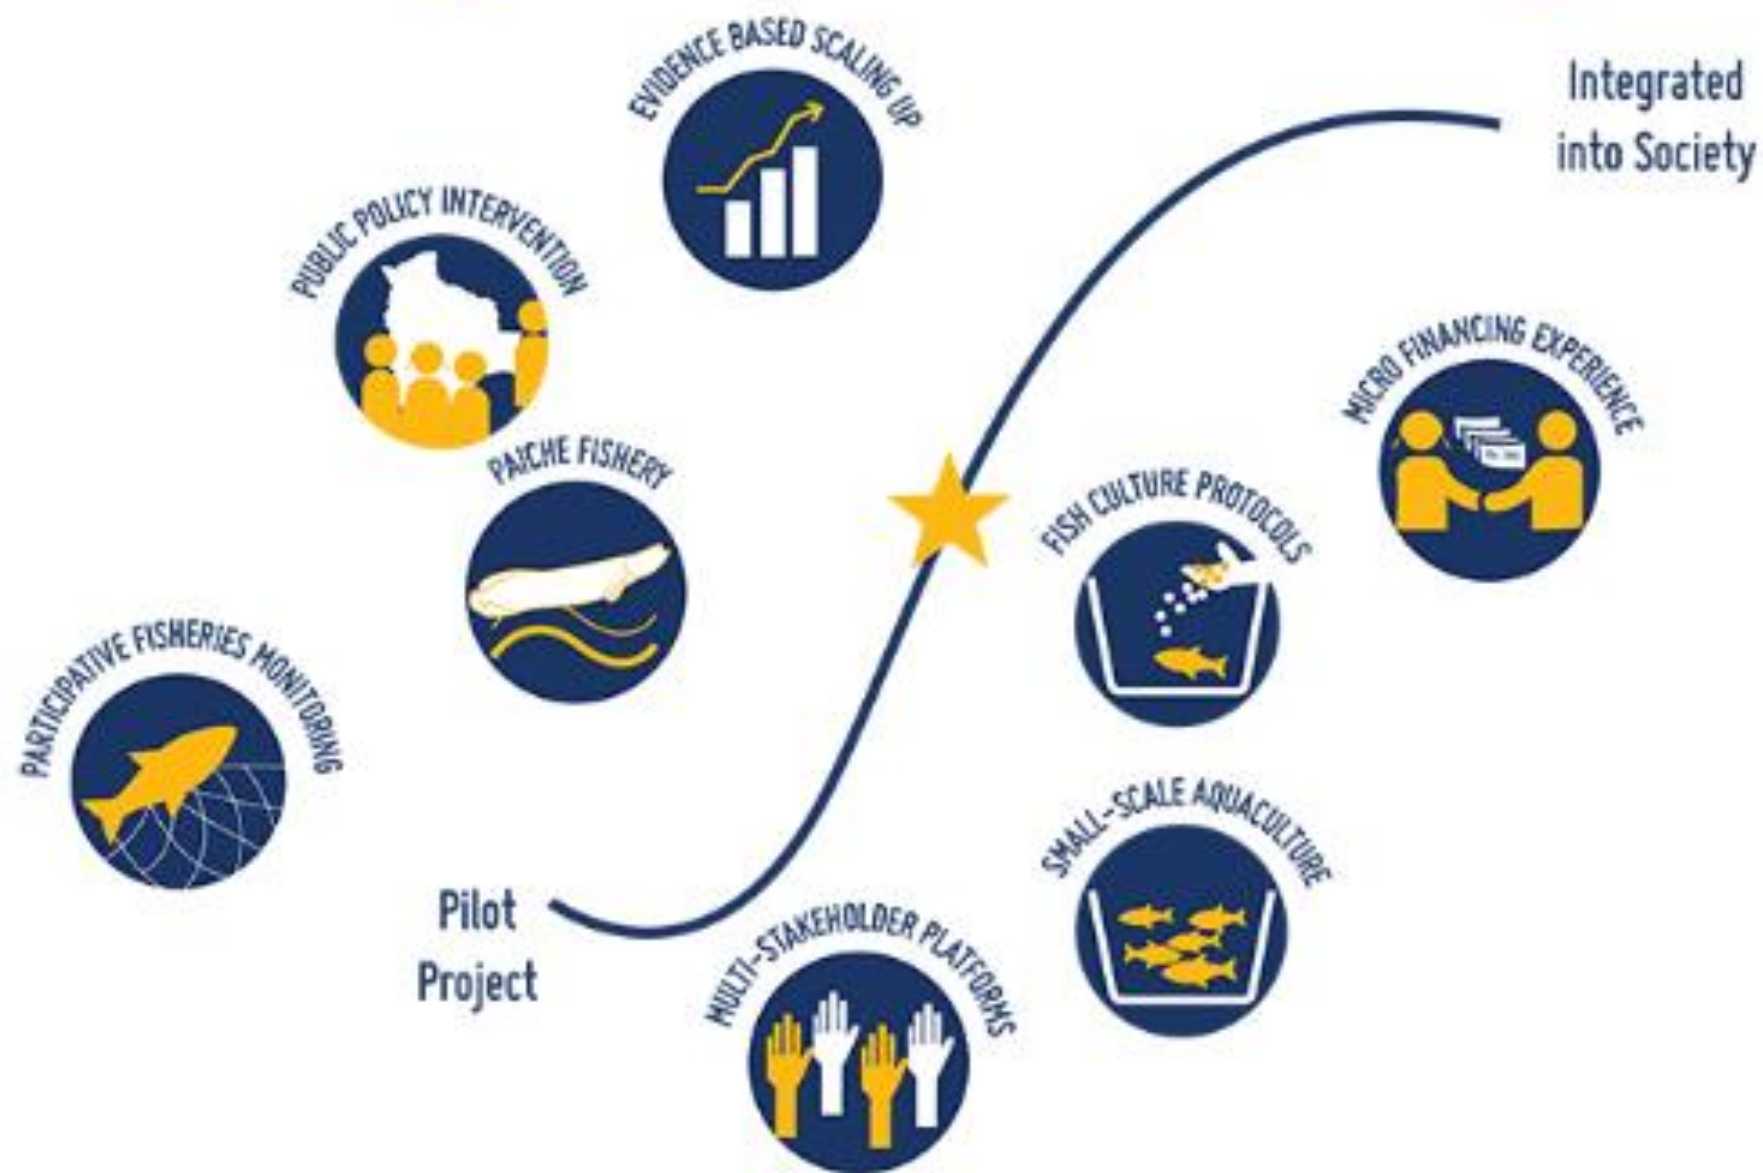 EVIDENCE BASED SCALING UP
Integrated
into Society
PUBLIC POLICY INTERVENTION
MICRO FINANCING EXPERIENCE
PAICHE FISHERY
FISH CULTURE PROTOCOLS
PARTICIPATIVE FISHERIES MONITORING
SMALL-SCALE AQUACULTURE
Pilot
Project
MULTI-STAKEHOLDER PLATFORMS